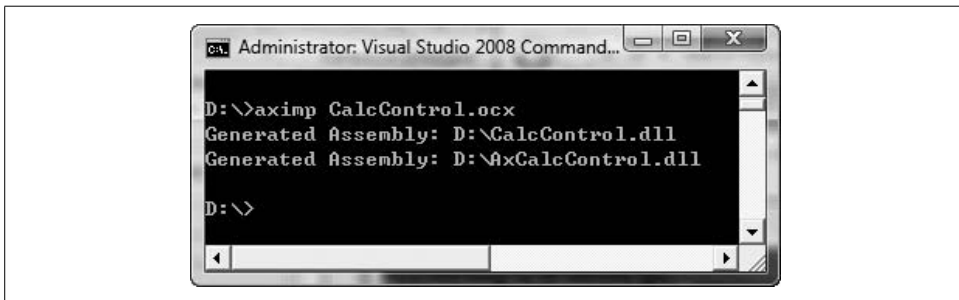 Administrator: Visual Studio 2008 Command...
D:\>aximp CalcControl.ocx
Generated Assembly: D:\CalcControl.dll
Generated Assembly: D:\AxCalcControl.dll
D:\>